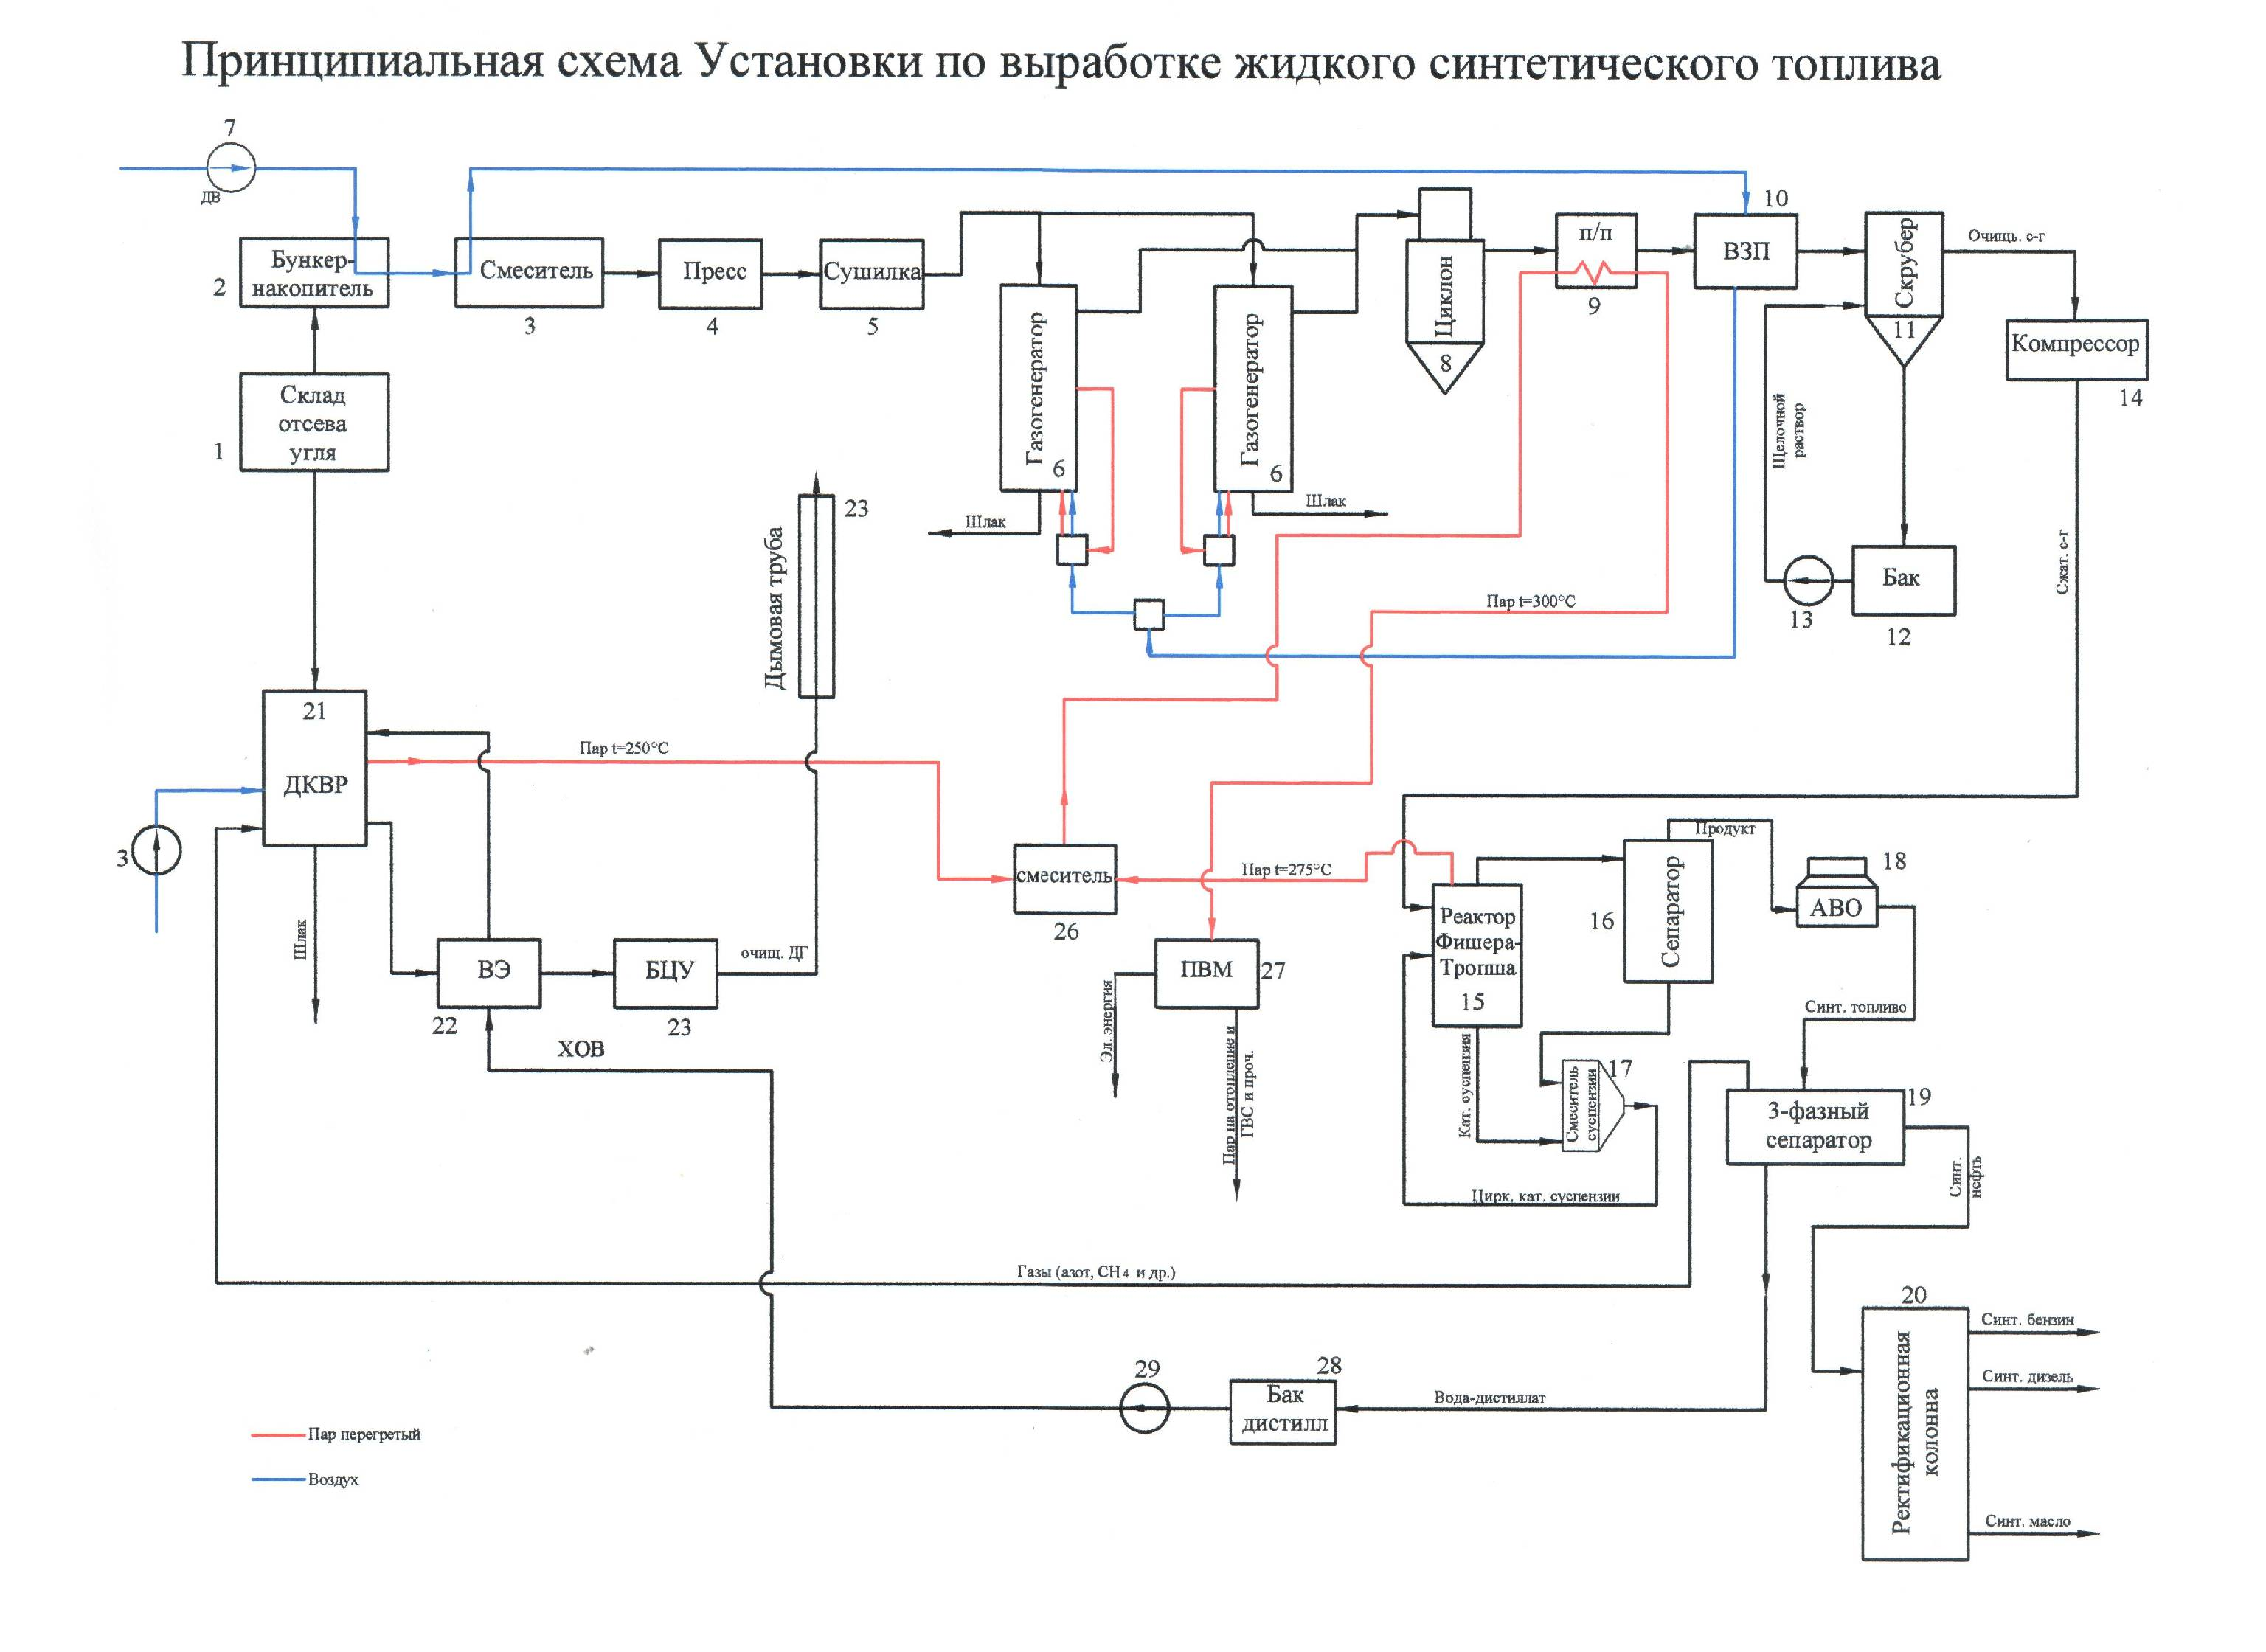 Принципиальная схема Установки по выработке жидкого синтетического топлива
7
дв
10
Бункер-
накопитель
2
Смеситель
3
Пресс
4
Сушилка
5
Газогенератор
6
Газогенератор
6
Циклон
8
п/п
9
ВЗП
Скрубер
11
Очищь. с-г
Компрессор
14
Склад
отсева
угля
1
Щелочной
раствор
Шлак
Шлак
Дымовая труба
23
Сжат. с-г
Бак
12
13
Пар t=300°C
21
ДКВР
Пар t=250°C
3
Шлак
смеситель
26
Пар t=275°C
Реактор
Фишера-
Тропша
15
Сепаратор
16
Продукт
18
АВО
ВЭ
22
БЦУ
23
очищ. ДГ
ПВМ
27
Эл. энергия
Пар на отопление и
ГВС и проч.
Синт. топливо
ХОВ
Кат. суспензия
Смеситель
суспензии
17
Цирк. кат. суспензии
3-фазный
сепаратор
19
Синт.
нефть
Газы (азот, CH4 и др.)
20
Ректификационная
колонна
Синт. бензин
Синт. дизель
Синт. масло
29
28
Бак
дистилл
Вода-дистиллат
Пар перегретый
Воздух